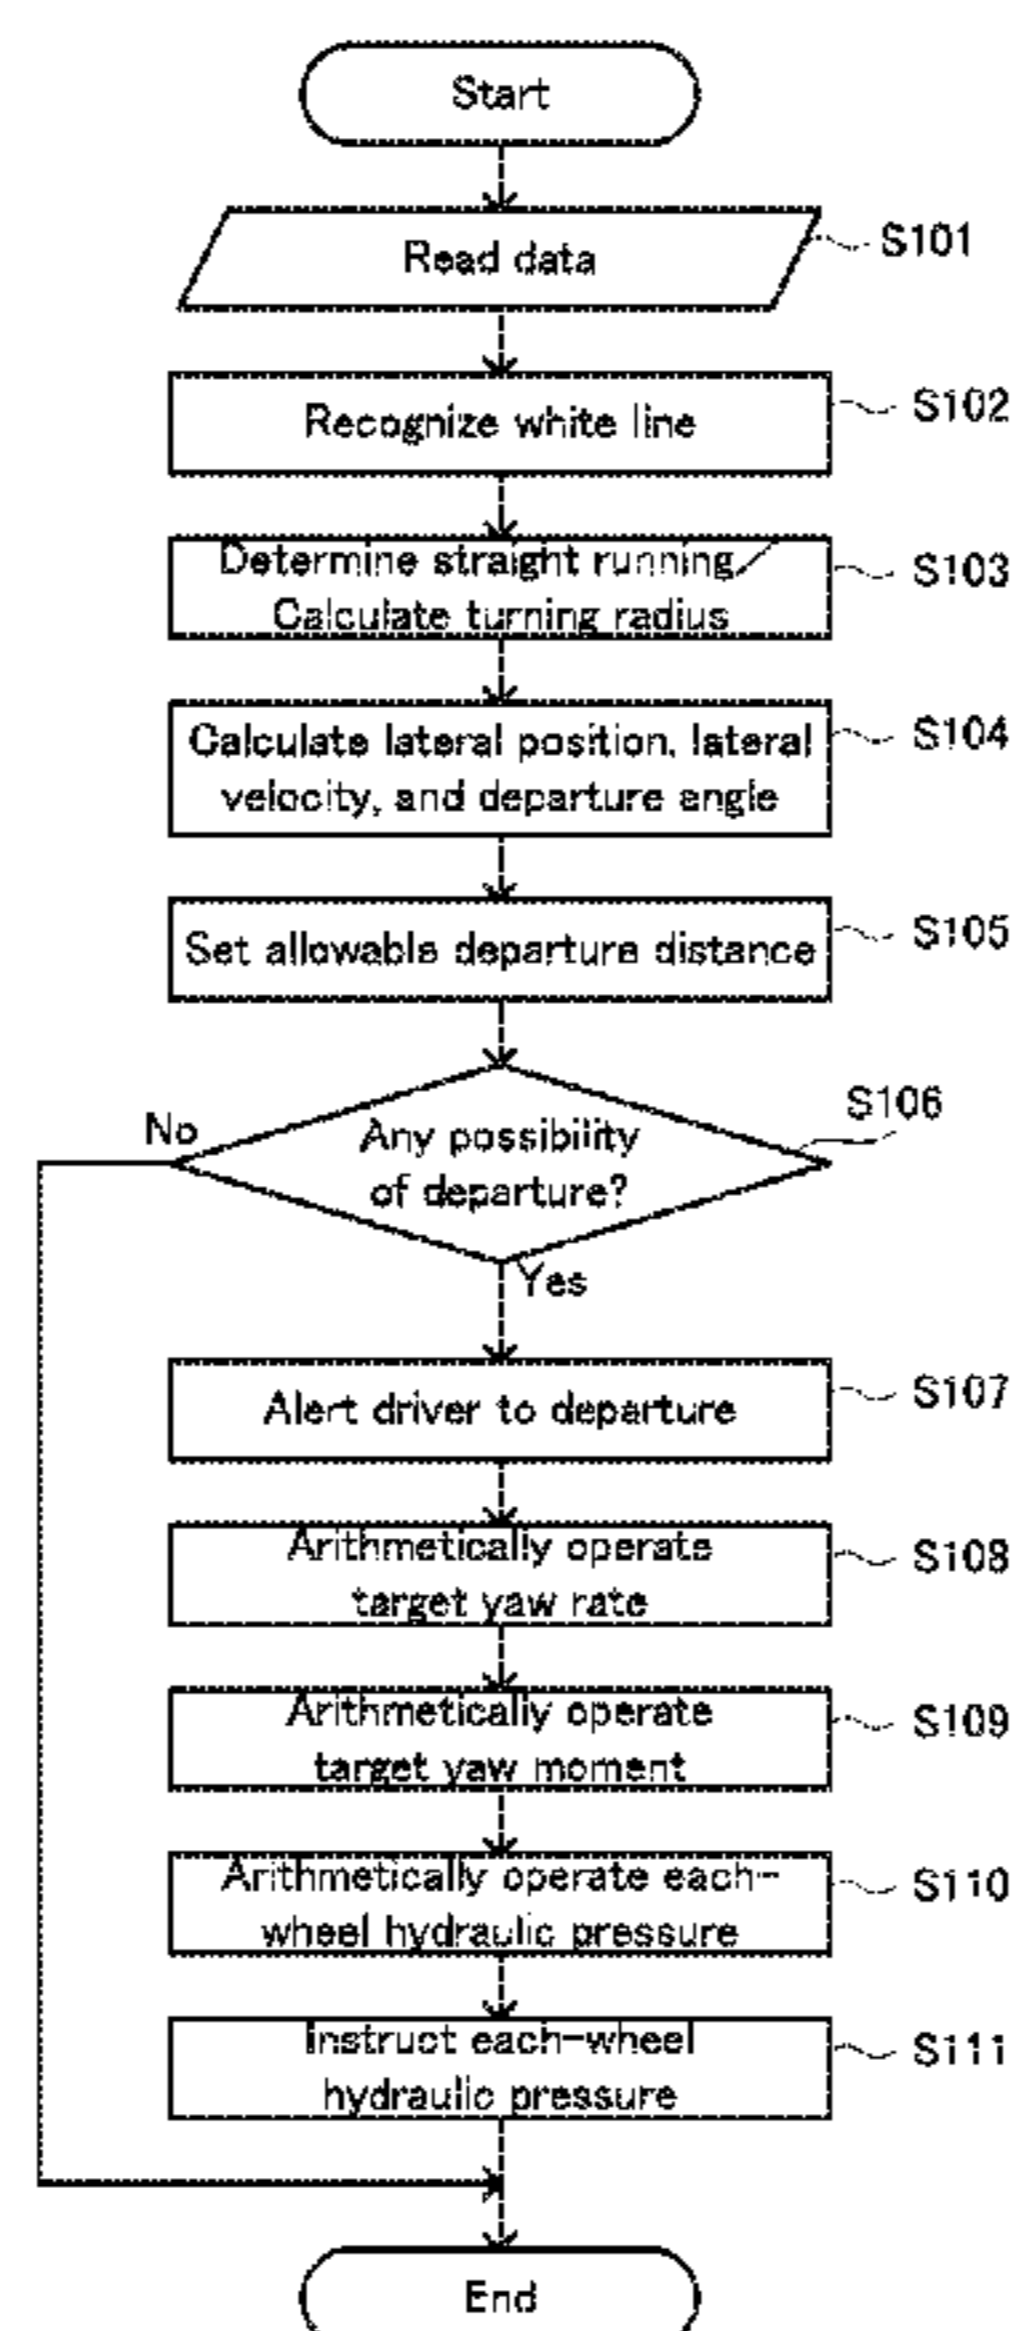 Start
Read data
S101
Recognize white line
S102
Determine straight running/
Calculate turning radius
S103
Calculate lateral position, lateral
velocity, and departure angle
S104
Set allowable departure distance
S105
Any possibility
of departure?
S106
No
Yes
Alert driver to departure
S107
Arithmetically operate
target yaw rate
S108
Arithmetically operate
target yaw moment
S109
Arithmetically operate each-
wheel hydraulic pressure
S110
Instruct each-wheel
hydraulic pressure
S111
End